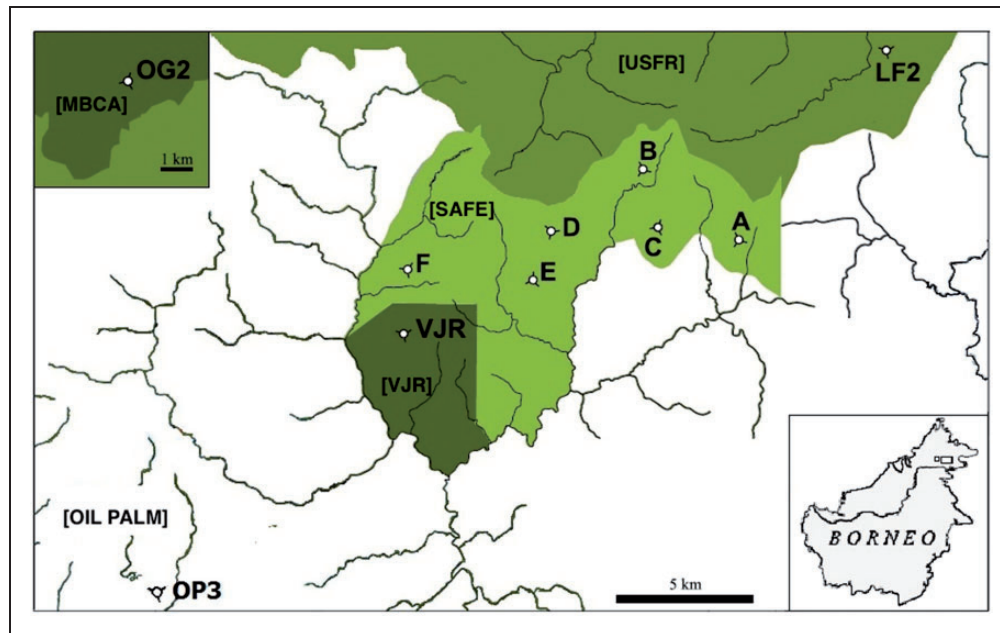 OG2
[MBCA]
1 km
[USFR]
LF2
B
[SAFE]
D
C
A
F
E
VJR
[VJR]
[OIL PALM]
OP3
5 km
BORNEO